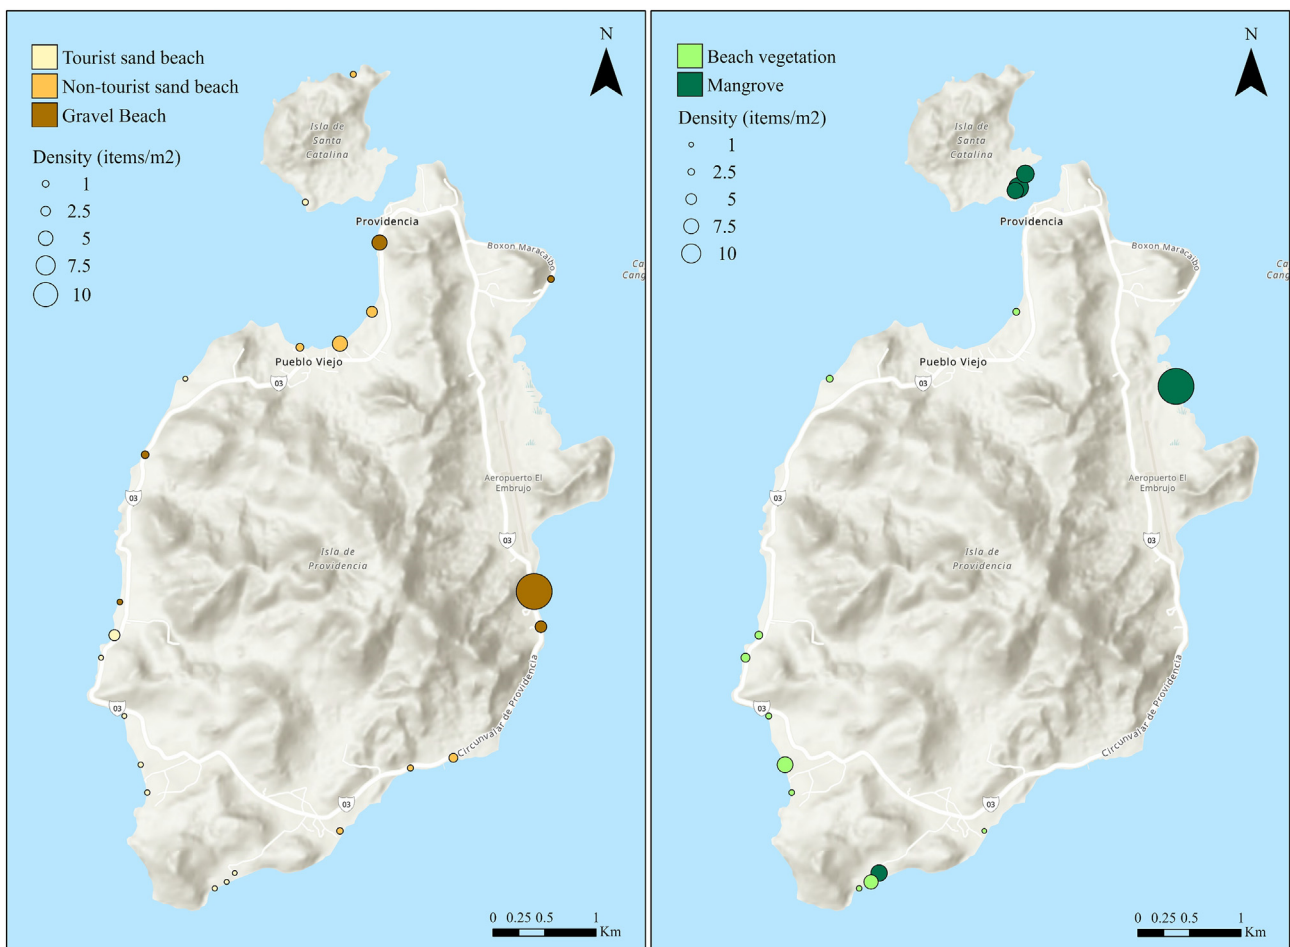 N
Tourist sand beach
Non-tourist sand beach
Gravel Beach
Density (items/m2)
1
2.5
5
7.5
10
Isla de
Santa
Catalina
Providencia
Boxon Maracaibo
Ca
Cang
Pueblo Viejo
03
Aeropuerto El
Embrujo
03
03
Isla de
Providencia
03
Circunvalar de Providencia
03
0 0.25 0.5 1
Km
N
Beach vegetation
Mangrove
Density (items/m2)
1
2.5
5
7.5
10
Isla de
Santa
Catalina
Providencia
Boxon Maracaibo
Ca
Cang
Pueblo Viejo
03
Aeropuerto El
Embrujo
03
03
Isla de
Providencia
03
Circunvalar de Providencia
03
0 0.25 0.5 1
Km